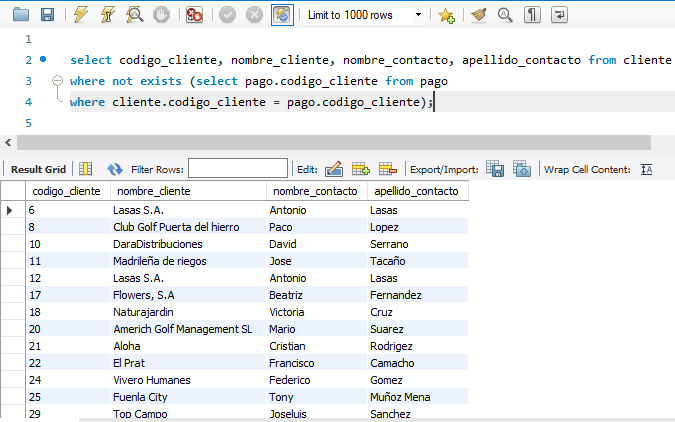 Limit to 1000 rows
1
2 select codigo_cliente, nombre_cliente, nombre_contacto, apellido_contacto from cliente
3 where not exists (select pago.codigo_cliente from pago
4 where cliente.codigo_cliente = pago.codigo_cliente);
5
Result Grid Filter Rows: Edit: Export/Import: Wrap Cell Content: IA
codigo_cliente nombre_cliente nombre_contacto apellido_contacto
6 Lasas S.A. Antonio Lasas
8 Club Golf Puerta del hierro Paco Lopez
10 DaraDistribuciones David Serrano
11 Madrileña de riegos Jose Tacaño
12 Lasas S.A. Antonio Lasas
17 Flowers, S.A Beatriz Fernandez
18 Naturajardin Victoria Cruz
20 Americh Golf Management SL Mario Suarez
21 Aloha Cristian Rodrigez
22 El Prat Francisco Camacho
24 Vivero Humanes Federico Gomez
25 Fuenla City Tony Muñoz Mena
29 Top Campo Joseluis Sanchez